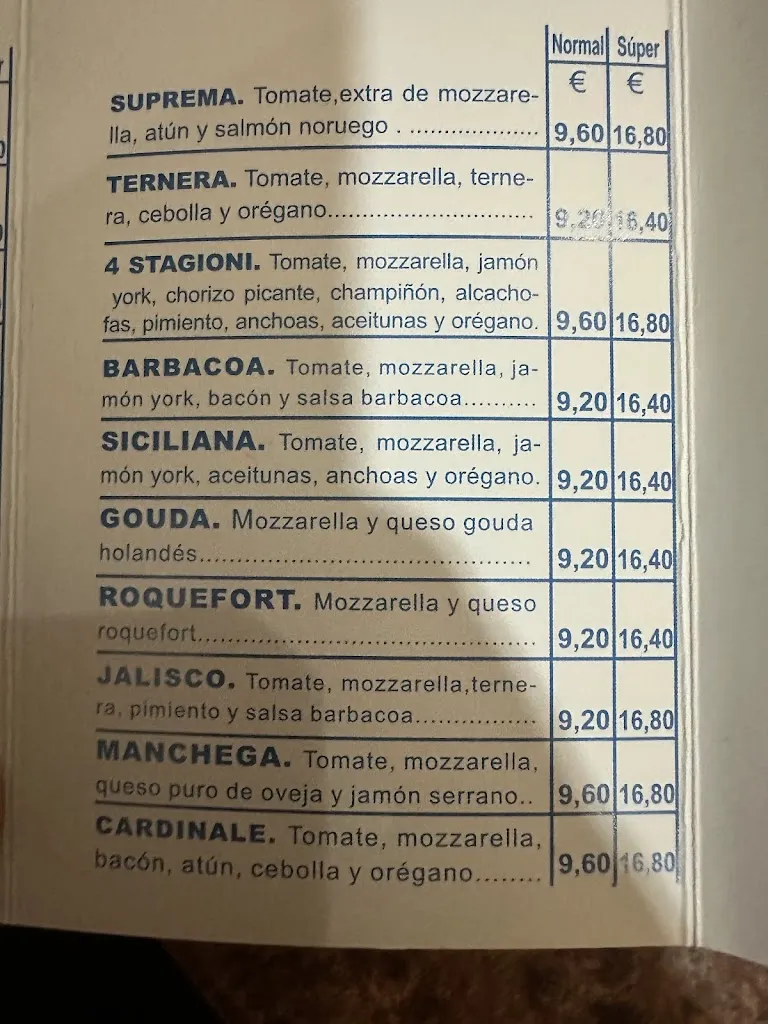 Normal Súper
€ €
SUPREMA. Tomate,extra de mozzare-
lla, atún y salmón noruego . ................... 9,60 16,80
TERNERA. Tomate, mozzarella, terne-
ra, cebolla y orégano.............................. 9,20 16,40
4 STAGIONI. Tomate, mozzarella, jamón
york, chorizo picante, champiñón, alcacho-
fas, pimiento, anchoas, aceitunas y orégano. 9,60 16,80
BARBACOA. Tomate, mozzarella, ja-
món york, bacón y salsa barbacoa.......... 9,20 16,40
SICILIANA. Tomate, mozzarella, ja-
món york, aceitunas, anchoas y orégano. 9,20 16,40
GOUDA. Mozzarella y queso gouda
holandés.............................................. 9,20 16,40
ROQUEFORT. Mozzarella y queso
roquefort............................................... 9,20 16,40
JALISCO. Tomate, mozzarella,terne-
ra, pimiento y salsa barbacoa................. 9,20 16,80
MANCHEGA. Tomate, mozzarella,
queso puro de oveja y jamón serrano.. 9,60 16,80
CARDINALE. Tomate, mozzarella,
bacón, atún, cebolla y orégano........ 9,60 16,80